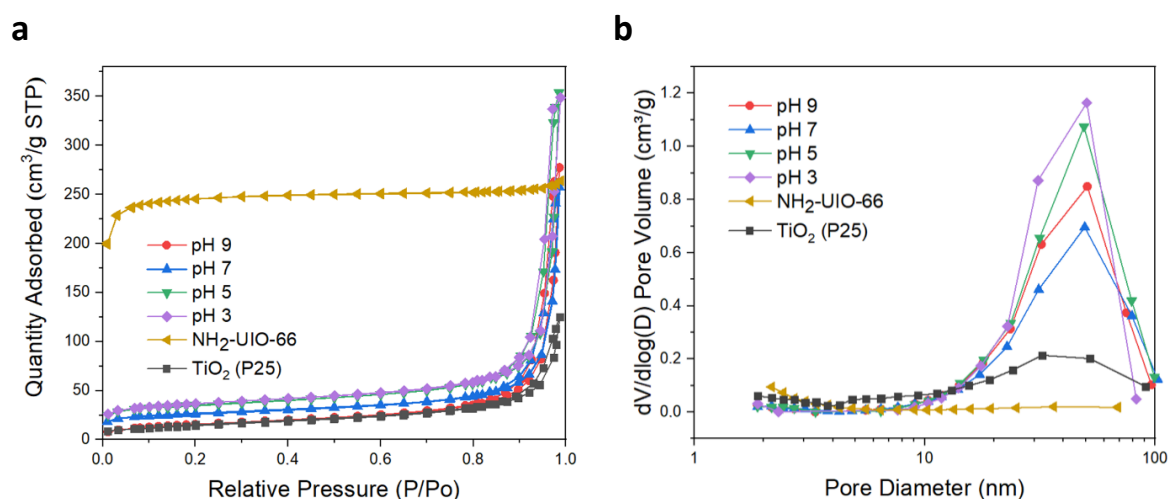 a
Quantity Adsorbed (cm³/g STP)
350
300
250
200
150
100
50
0
pH 9
pH 7
pH 5
pH 3
NH₂-UIO-66
TiO₂ (P25)
0.0 0.2 0.4 0.6 0.8 1.0
Relative Pressure (P/Po)
b
dV/dlog(D) Pore Volume (cm³/g)
1.2
1.0
0.8
0.6
0.4
0.2
0.0
pH 9
pH 7
pH 5
pH 3
NH₂-UIO-66
TiO₂ (P25)
1 10 100
Pore Diameter (nm)